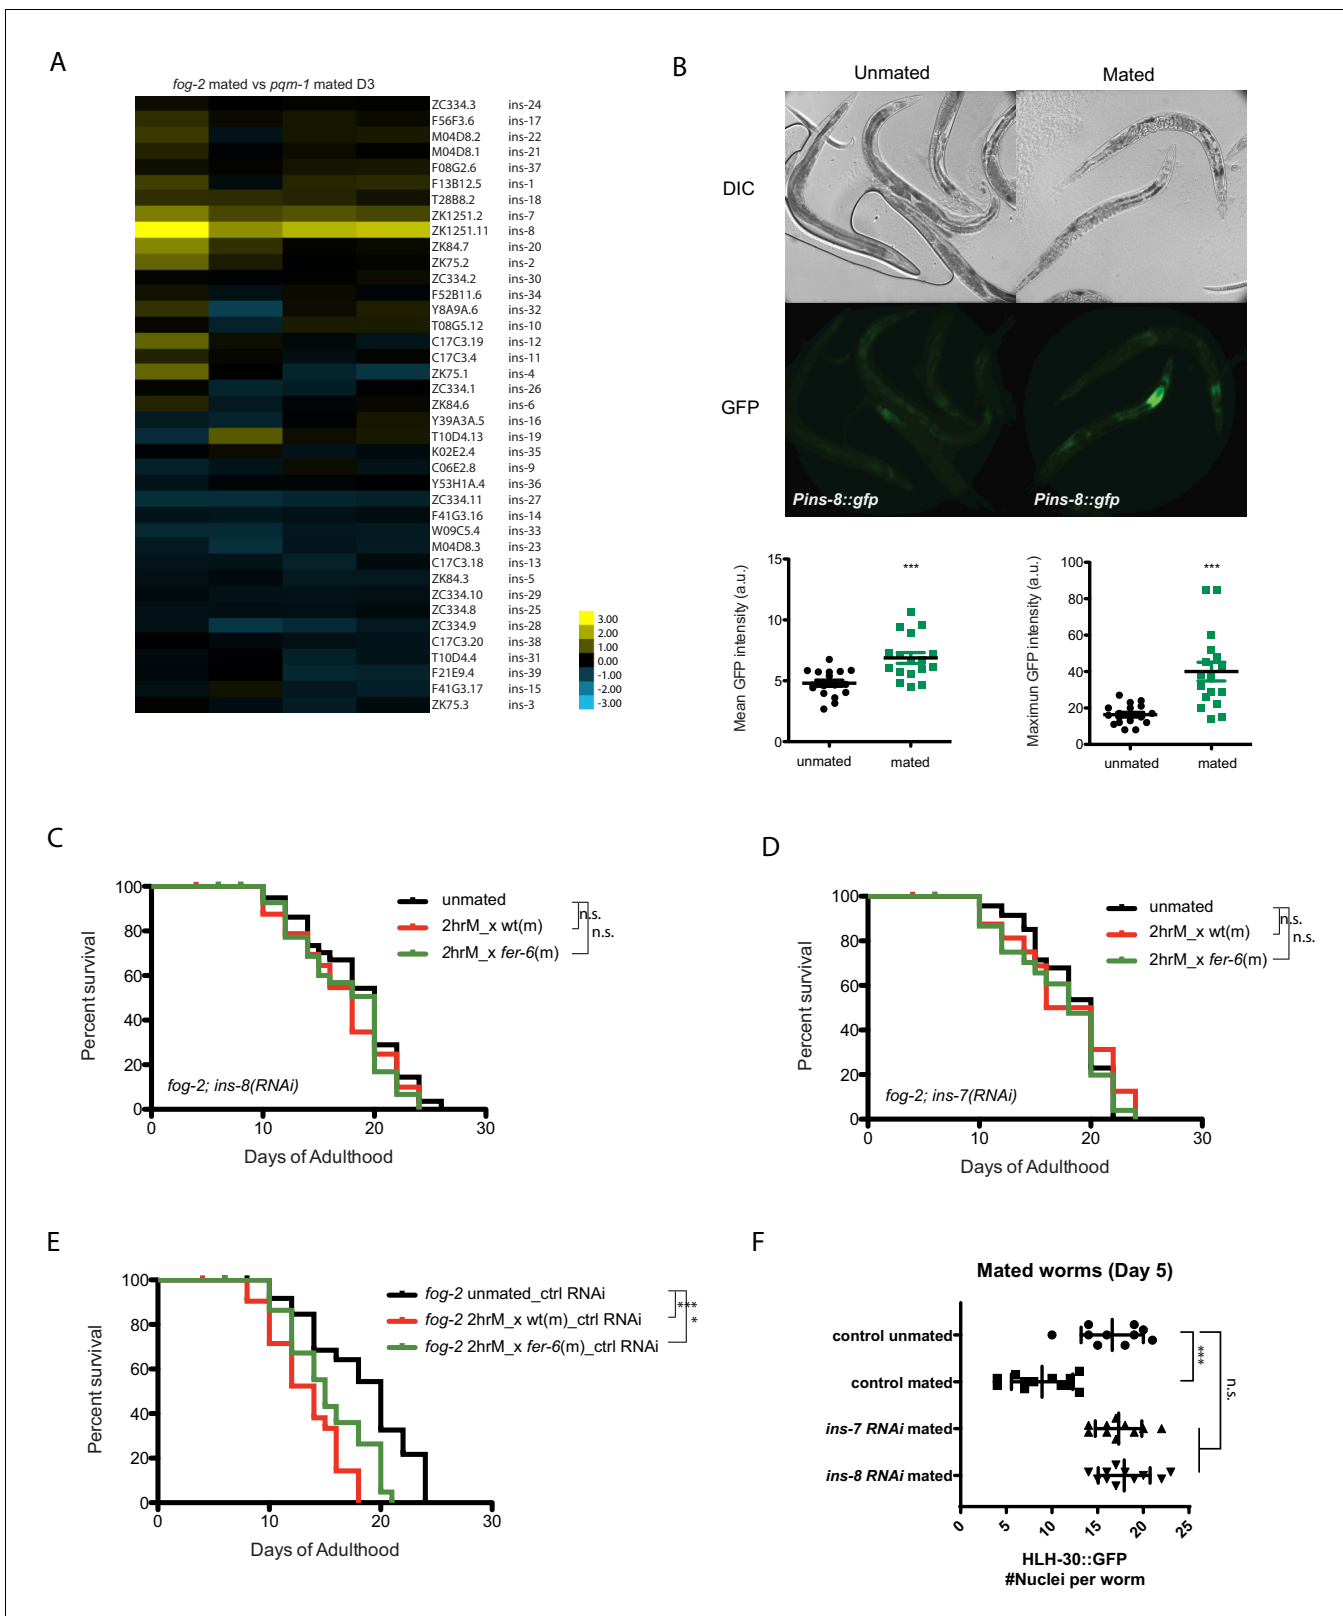 A
fog-2 mated vs pqm-1 mated D3
ZC334.3 ins-24
F56F3.6 ins-17
M04D8.2 ins-22
M04D8.1 ins-21
F08G2.6 ins-37
F13B12.5 ins-1
T28B8.2 ins-18
ZK1251.2 ins-7
ZK1251.11 ins-8
ZK84.7 ins-20
ZK75.2 ins-2
ZC334.2 ins-30
F52B11.6 ins-34
Y8A9A.6 ins-32
T08G5.12 ins-10
C17C3.19 ins-12
C17C3.4 ins-11
ZK75.1 ins-4
ZC334.1 ins-26
ZK84.6 ins-6
Y39A3A.5 ins-16
T10D4.13 ins-19
K02E2.4 ins-35
C06E2.8 ins-9
Y53H1A.4 ins-36
ZC334.11 ins-27
F41G3.16 ins-14
W09C5.4 ins-33
M04D8.3 ins-23
C17C3.18 ins-13
ZK84.3 ins-5
ZC334.10 ins-29
ZC334.8 ins-25
ZC334.9 ins-28
C17C3.20 ins-38
T10D4.4 ins-31
F21E9.4 ins-39
F41G3.17 ins-15
ZK75.3 ins-3
3.00
2.00
1.00
0.00
-1.00
-2.00
-3.00
B
Unmated Mated
DIC
GFP
Pins-8::gfp Pins-8::gfp
Mean GFP intensity (a.u.)
15
10
5
0
***
unmated mated
Maximun GFP intensity (a.u.)
100
80
60
40
20
0
***
unmated mated
C
Percent survival
100
80
60
40
20
0
unmated
2hrM_x wt(m)
2hrM_x fer-6(m)
n.s.
n.s.
fog-2; ins-8(RNAi)
0 10 20 30
Days of Adulthood
D
Percent survival
100
80
60
40
20
0
unmated
2hrM_x wt(m)
2hrM_x fer-6(m)
n.s.
n.s.
fog-2; ins-7(RNAi)
0 10 20 30
Days of Adulthood
E
Percent survival
100
80
60
40
20
0
fog-2 unmated_ctrl RNAi
fog-2 2hrM_x wt(m)_ctrl RNAi
fog-2 2hrM_x fer-6(m)_ctrl RNAi
***
*
0 10 20 30
Days of Adulthood
F
Mated worms (Day 5)
control unmated
control mated
ins-7 RNAi mated
ins-8 RNAi mated
***
n.s.
0 5 10 15 20 25
HLH-30::GFP
#Nuclei per worm